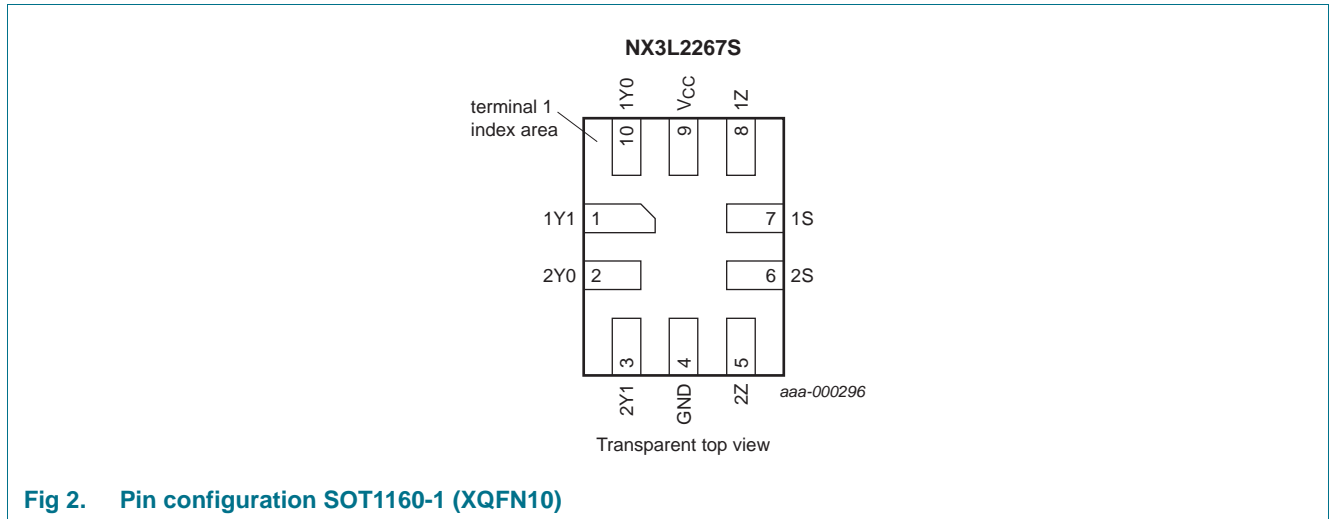 NX3L2267S
terminal 1
index area
1Y0
VCC
1Z
10
9
8
1Y1
1
7
1S
2Y0
2
6
2S
3
4
5
2Y1
GND
2Z
aaa-000296
Transparent top view
Fig 2. Pin configuration SOT1160-1 (XQFN10)